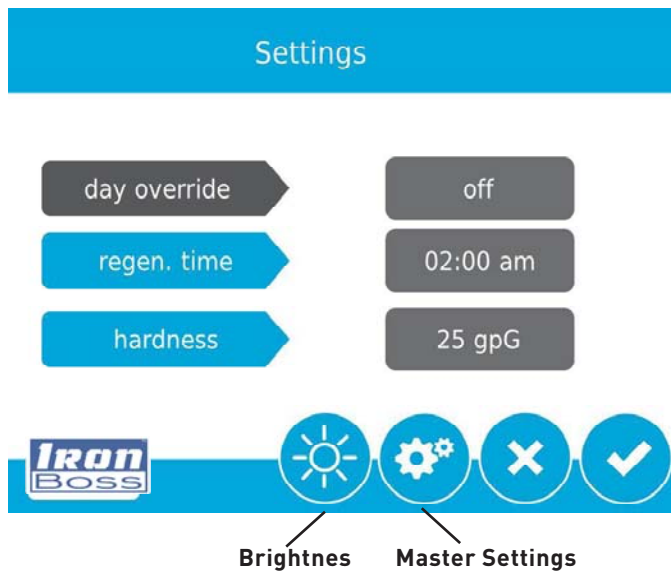 Settings
day override off
regen. time 02:00 am
hardness 25 gpG
IRON
BOSS
Brightnes Master Settings